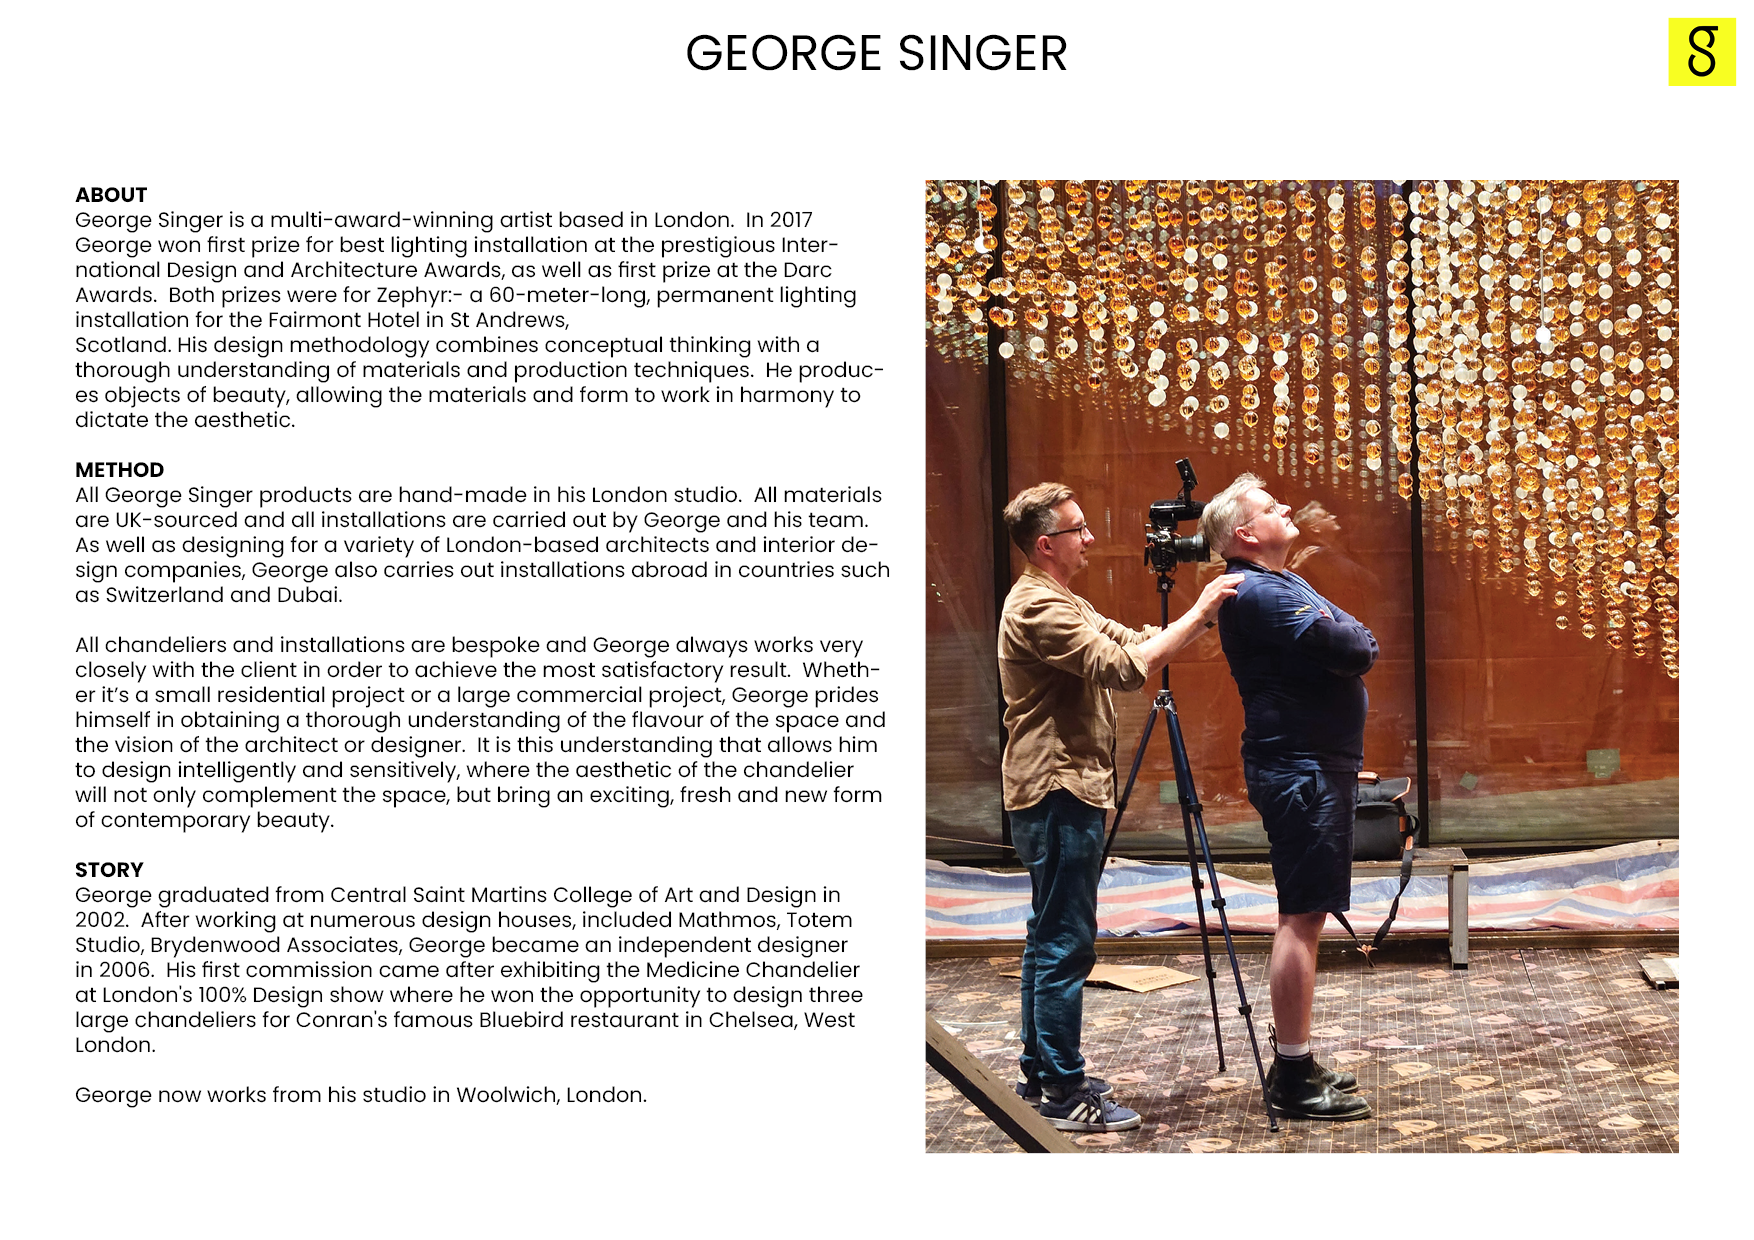 GEORGE SINGER
ABOUT
George Singer is a multi-award-winning artist based in London.  In 2017
George won first prize for best lighting installation at the prestigious Inter-
national Design and Architecture Awards, as well as first prize at the Darc
Awards.  Both prizes were for Zephyr:- a 60-meter-long, permanent lighting
installation for the Fairmont Hotel in St Andrews,
Scotland. His design methodology combines conceptual thinking with a
thorough understanding of materials and production techniques.  He produc-
es objects of beauty, allowing the materials and form to work in harmony to
dictate the aesthetic.
METHOD
All George Singer products are hand-made in his London studio.  All materials
are UK-sourced and all installations are carried out by George and his team.
As well as designing for a variety of London-based architects and interior de-
sign companies, George also carries out installations abroad in countries such
as Switzerland and Dubai.
All chandeliers and installations are bespoke and George always works very
closely with the client in order to achieve the most satisfactory result.  Wheth-
er it’s a small residential project or a large commercial project, George prides
himself in obtaining a thorough understanding of the flavour of the space and
the vision of the architect or designer.  It is this understanding that allows him
to design intelligently and sensitively, where the aesthetic of the chandelier
will not only complement the space, but bring an exciting, fresh and new form
of contemporary beauty.
STORY
George graduated from Central Saint Martins College of Art and Design in
2002.  After working at numerous design houses, included Mathmos, Totem
Studio, Brydenwood Associates, George became an independent designer
in 2006.  His first commission came after exhibiting the Medicine Chandelier
at London's 100% Design show where he won the opportunity to design three
large chandeliers for Conran's famous Bluebird restaurant in Chelsea, West
London.
George now works from his studio in Woolwich, London.